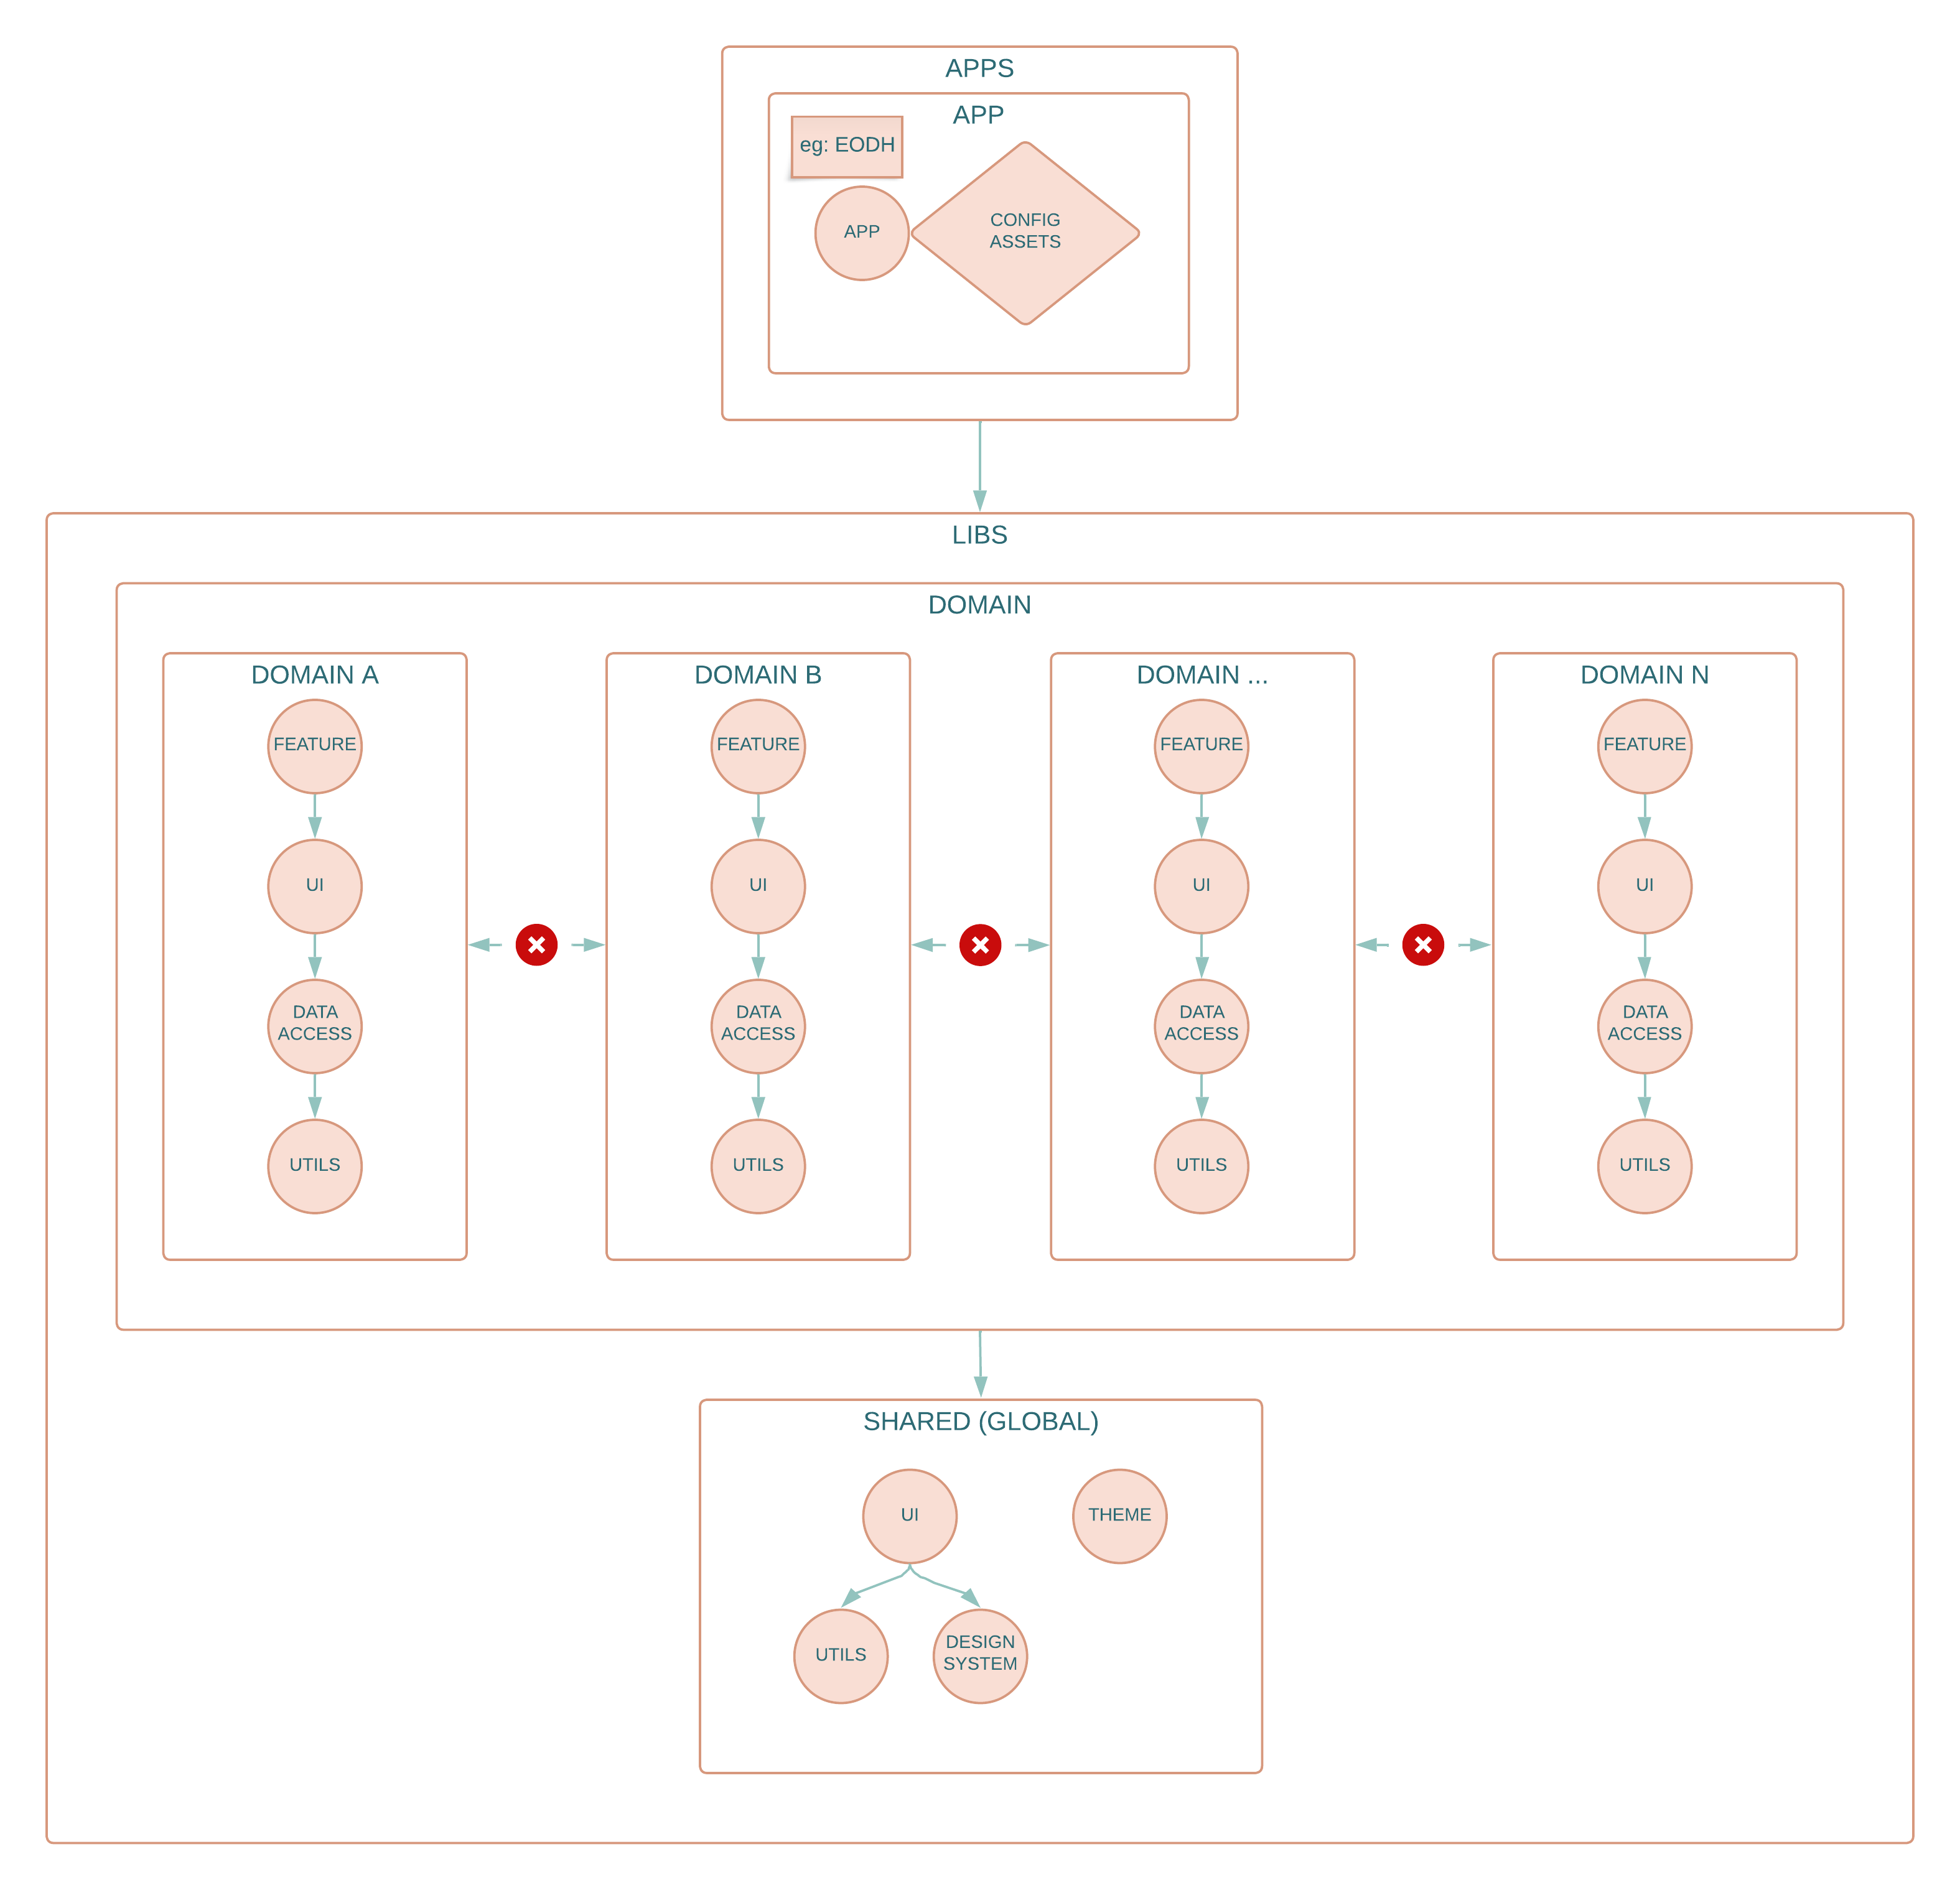 APPS
APP
eg: EODH
APP
CONFIG
ASSETS
LIBS
DOMAIN
DOMAIN A
FEATURE
UI
DATA
ACCESS
UTILS
DOMAIN B
FEATURE
UI
DATA
ACCESS
UTILS
DOMAIN ...
FEATURE
UI
DATA
ACCESS
UTILS
DOMAIN N
FEATURE
UI
DATA
ACCESS
UTILS
SHARED (GLOBAL)
UI
THEME
UTILS
DESIGN
SYSTEM